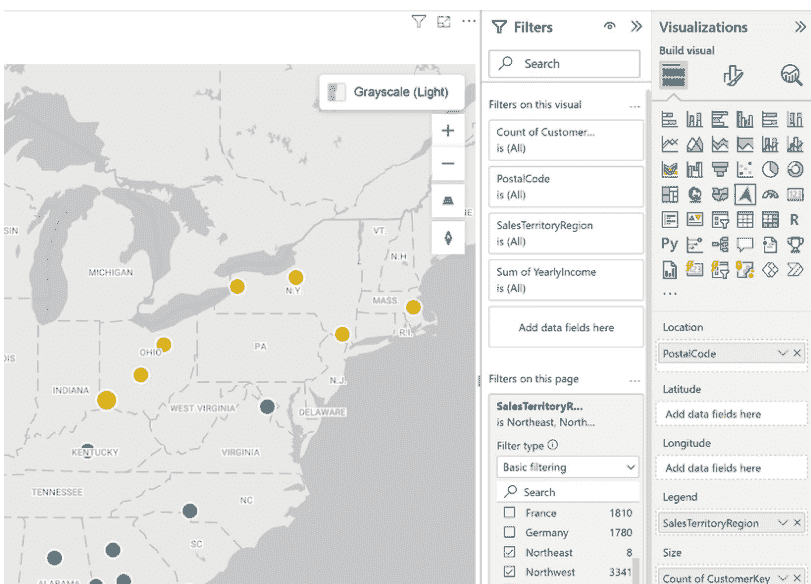 Grayscale (Light)
+
−
SIN
MICHIGAN
VT.
N.H.
NE
N.Y.
MASS
R.I.
OHIO
PA
N.J.
INDIANA
WEST VIRGINIA
DELAWARE
KENTUCKY
VIRGINIA
TENNESSEE
NC
SC
ALABAMA
Filters
Search
Filters on this visual
...
Count of Customer...
is (All)
PostalCode
is (All)
SalesTerritoryRegion
is (All)
Sum of YearlyIncome
is (All)
Add data fields here
Filters on this page
...
SalesTerritoryR...
is Northeast, North...
Filter type
Basic filtering
Search
France 1810
Germany 1780
Northeast 8
Northwest 3341
Visualizations
Build visual
R
Py
...
Location
PostalCode
Latitude
Add data fields here
Longitude
Add data fields here
Legend
SalesTerritoryRegion
Size
Count of CustomerKey